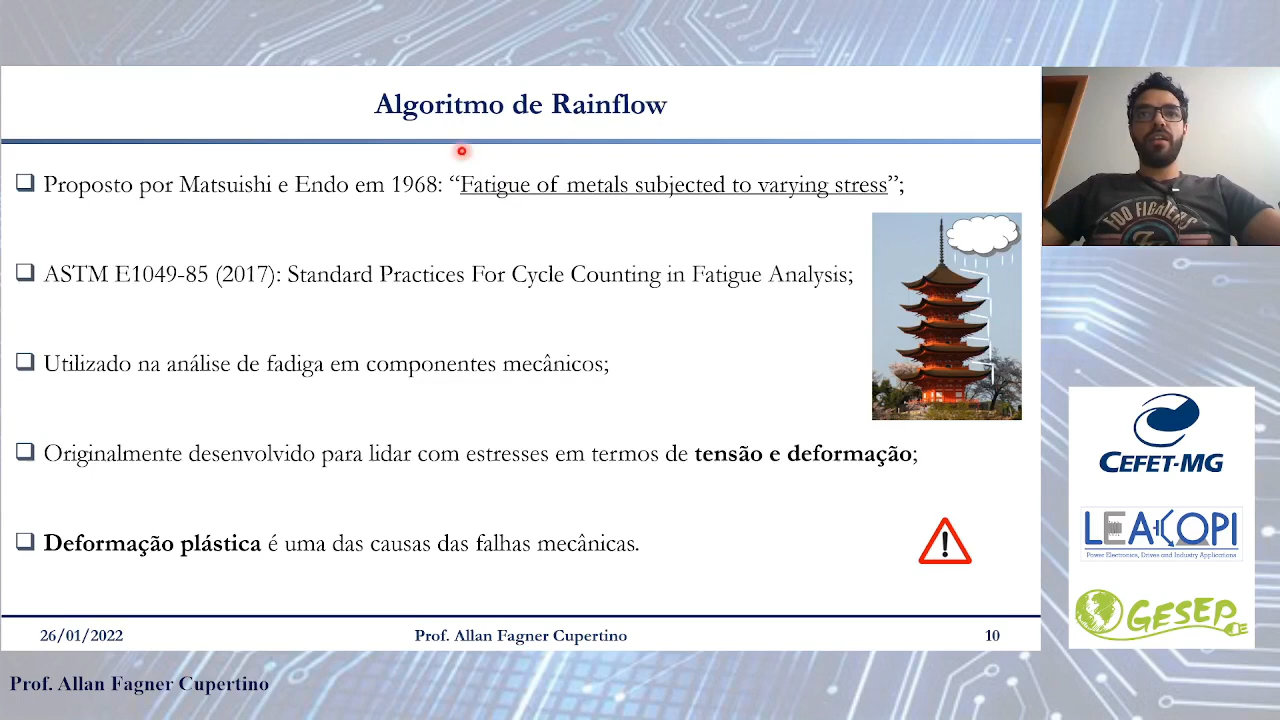 Algoritmo de Rainflow
❑ Proposto por Matsuishi e Endo em 1968: “Fatigue of metals subjected to varying stress”;
❑ ASTM E1049-85 (2017): Standard Practices For Cycle Counting in Fatigue Analysis;
❑ Utilizado na análise de fadiga em componentes mecânicos;
❑ Originalmente desenvolvido para lidar com estresses em termos de tensão e deformação;
❑ Deformação plástica é uma das causas das falhas mecânicas.
!
26/01/2022 Prof. Allan Fagner Cupertino 10
Prof. Allan Fagner Cupertino
FOO FIGHTERS
CEFET-MG
LEACOPI
Power Electronics, Drives and Industry Applications
GESEP